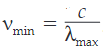 ν_min = c / λ_max